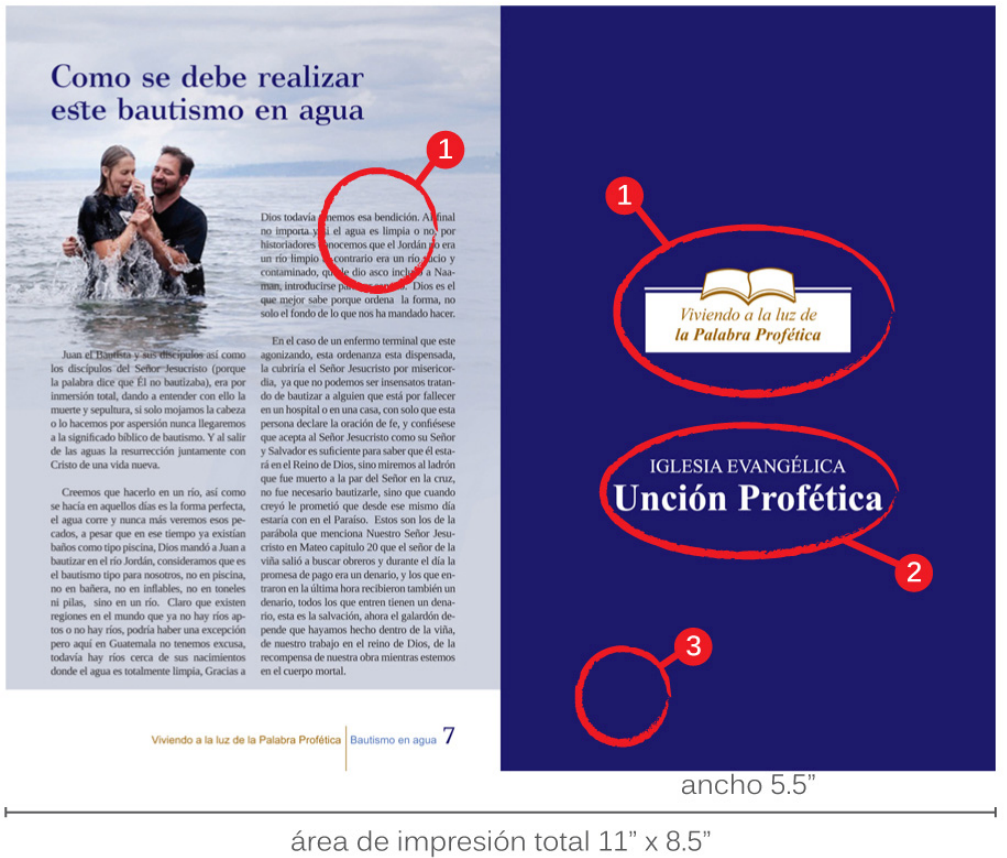 Como se debe realizar
este bautismo en agua
1
Dios todavía tenemos esa bendición. Al final
no importa y si el agua es limpia o no, por
historiadores conocemos que el Jordán no era
un río limpio al contrario era un río sucio y
contaminado, que le dio asco incluso a Naa-
man, introducirse para ser Dios es el
que mejor sabe porque ordena la forma, no
solo el fondo de lo que nos ha mandado hacer.
En el caso de un enfermo terminal que este
agonizando, esta ordenanza esta dispensada,
la cubriría el Señor Jesucristo por misericor-
dia, ya que no podemos ser insensatos tratan-
do de bautizar a alguien que está por fallecer
en un hospital o en una casa, con solo que esta
persona declare la oración de fe, y confiésese
que acepta al Señor Jesucristo como su Señor
y Salvador es suficiente para saber que él esta-
rá en el Reino de Dios, sino miremos al ladrón
que fue muerto a la par del Señor en la cruz,
no fue necesario bautizarle, sino que cuando
creyó le prometió que desde ese mismo día
estaría con en el Paraíso. Estos son los de la
parábola que menciona Nuestro Señor Jesu-
cristo en Mateo capitulo 20 que el señor de la
viña salió a buscar obreros y durante el día la
promesa de pago era un denario, y los que en-
traron en la última hora recibieron también un
denario, todos los que entren tienen un dena-
rio, esta es la salvación, ahora el galardón de-
pende que hayamos hecho dentro de la viña,
de nuestro trabajo en el reino de Dios, de la
recompensa de nuestra obra mientras estemos
en el cuerpo mortal.
Juan el Bautista y sus discípulos así como
los discípulos del Señor Jesucristo (porque
la palabra dice que Él no bautizaba), era por
inmersión total, dando a entender con ello la
muerte y sepultura, si solo mojamos la cabeza
o lo hacemos por aspersión nunca llegaremos
a la significado bíblico de bautismo. Y al salir
de las aguas la resurrección juntamente con
Cristo de una vida nueva.
Creemos que hacerlo en un río, así como
se hacía en aquellos días es la forma perfecta,
el agua corre y nunca más veremos esos pe-
cados, a pesar que en ese tiempo ya existían
baños como tipo piscina, Dios mandó a Juan a
bautizar en el río Jordán, consideramos que es
el bautismo tipo para nosotros, no en piscina,
no en bañera, no en inflables, no en toneles
ni pilas, sino en un río. Claro que existen
regiones en el mundo que ya no hay ríos ap-
tos o no hay ríos, podría haber una excepción
pero aquí en Guatemala no tenemos excusa,
todavía hay ríos cerca de sus nacimientos
donde el agua es totalmente limpia, Gracias a
Viviendo a la luz de la Palabra Profética Bautismo en agua 7
1
Viviendo a la luz de
la Palabra Profética
IGLESIA EVANGÉLICA
Unción Profética
2
3
ancho 5.5”
área de impresión total 11” x 8.5”